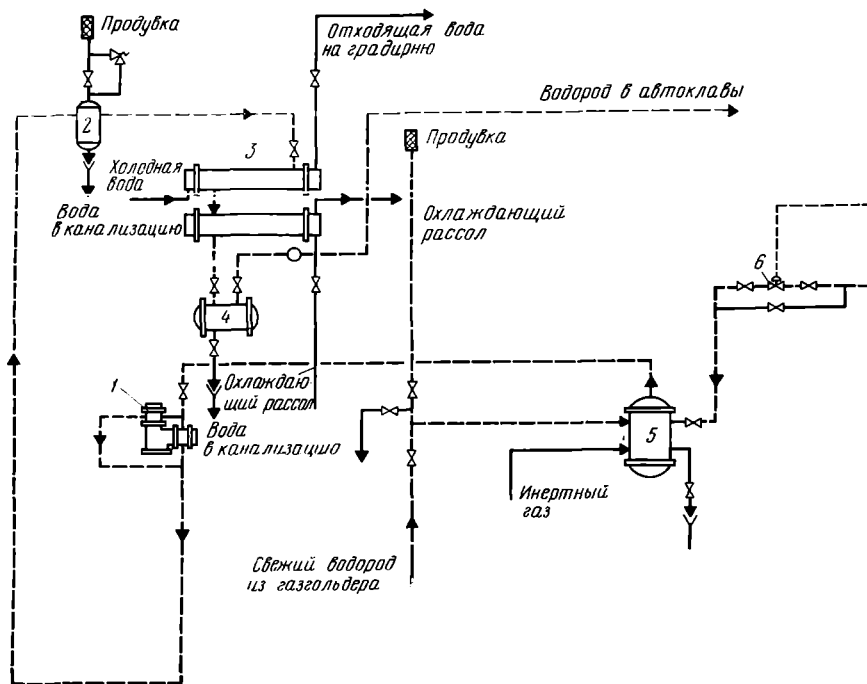 Продувка
Отходящая вода
на градирню
Водород в автоклавы
2
3
Продувка
Холодная
вода
Вода
в канализацию
Охлаждающий
рассол
6
4
1
Охлаждаю-
щий рассол
Вода
в канализацию
5
Инертный
газ
Свежий водород
из газгольдера